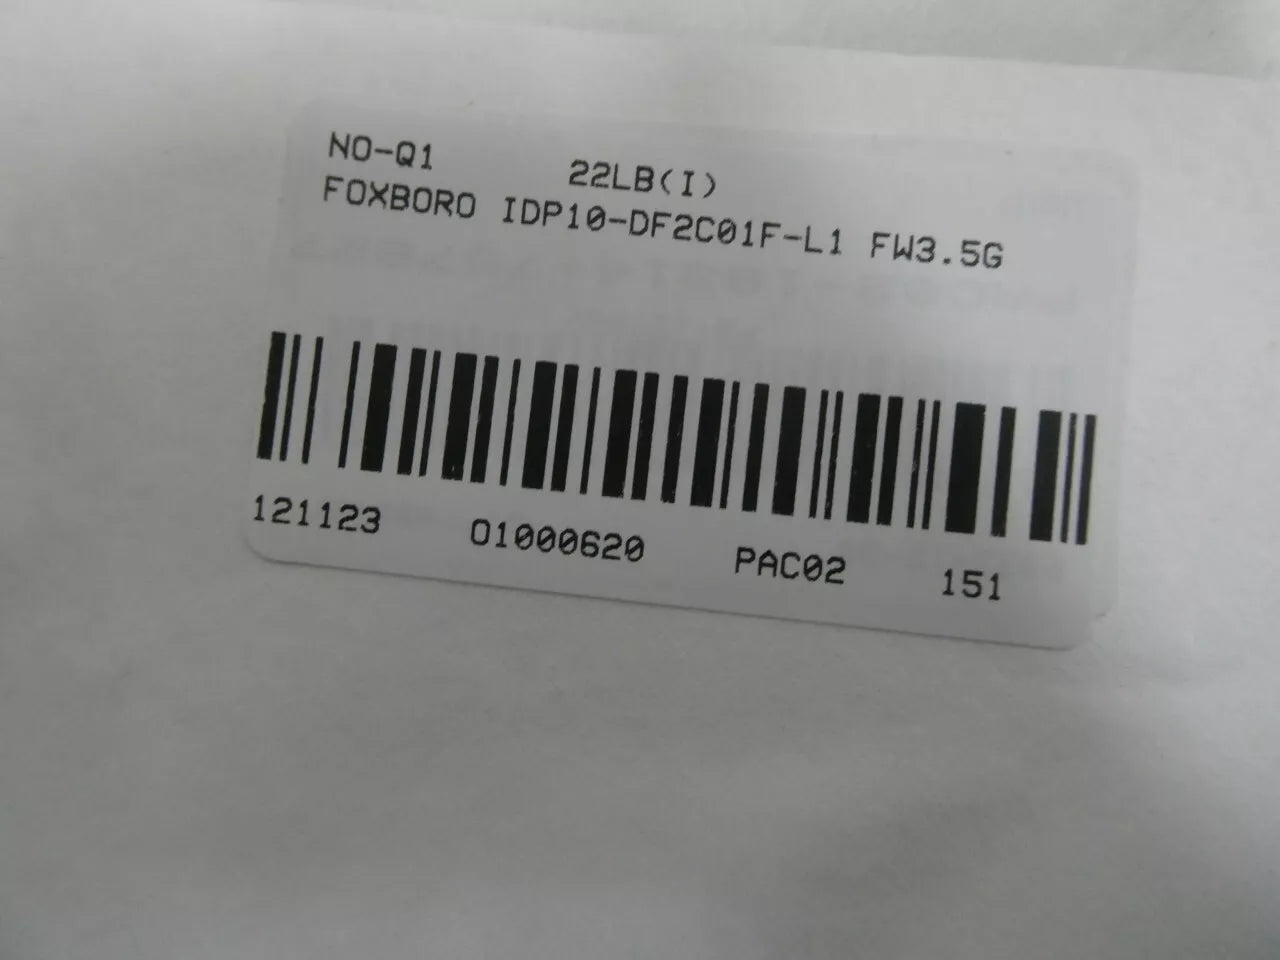 NO-Q1 22LB(I)
FOXBORO IDP10-DF2C01F-L1 FW3.5G
121123 01000620 PAC02 151